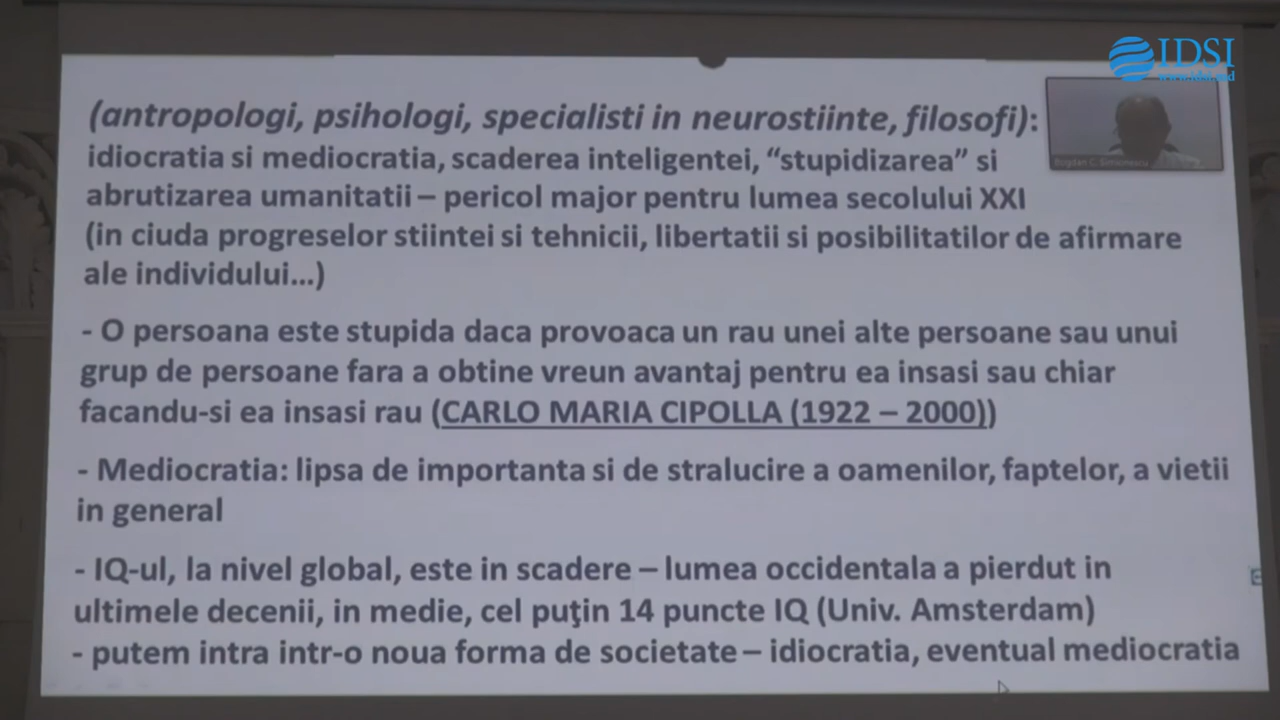 IDSI
www.idsi.md
(antropologi, psihologi, specialisti in neurostiinte, filosofi):
Bogdan C. Simionescu
idiocratia si mediocratia, scaderea inteligentei, “stupidizarea” si
abrutizarea umanitatii – pericol major pentru lumea secolului XXI
(in ciuda progreselor stiintei si tehnicii, libertatii si posibilitatilor de afirmare
ale individului...)
- O persoana este stupida daca provoaca un rau unei alte persoane sau unui
grup de persoane fara a obtine vreun avantaj pentru ea insasi sau chiar
facandu-si ea insasi rau (CARLO MARIA CIPOLLA (1922 – 2000))
- Mediocratia: lipsa de importanta si de stralucire a oamenilor, faptelor, a vietii
in general
- IQ-ul, la nivel global, este in scadere – lumea occidentala a pierdut in
ultimele decenii, in medie, cel puţin 14 puncte IQ (Univ. Amsterdam)
- putem intra intr-o noua forma de societate – idiocratia, eventual mediocratia